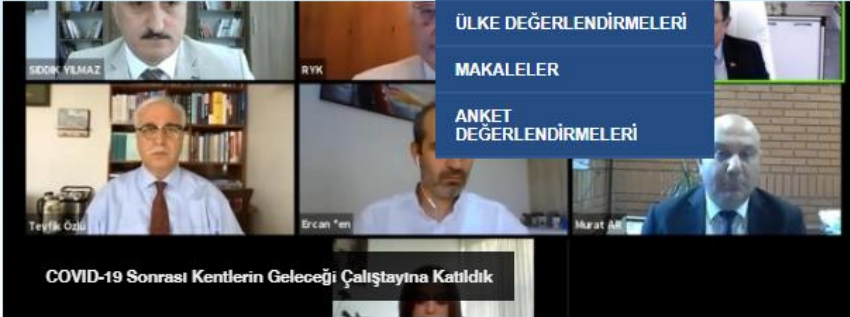 ÜLKE DEĞERLENDİRMELERİ
SIDDIK YILMAZ
RYK
MAKALELER
ANKET
DEĞERLENDİRMELERİ
Tevfik Özlü
Ercan *en
Murat AR
COVID-19 Sonrası Kentlerin Geleceği Çalıştayına Katıldık